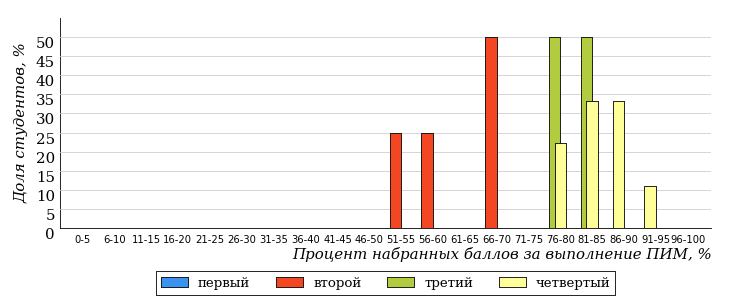 Доля студентов, %
50
45
40
35
30
25
20
15
10
5
0
0-5 6-10 11-15 16-20 21-25 26-30 31-35 36-40 41-45 46-50 51-55 56-60 61-65 66-70 71-75 76-80 81-85 86-90 91-95 96-100
Процент набранных баллов за выполнение ПИМ, %
первый второй третий четвертый